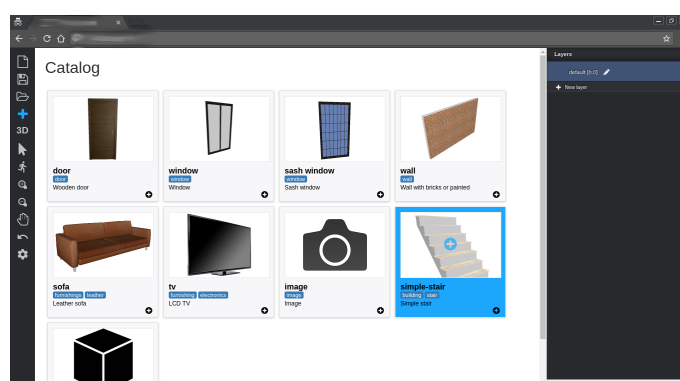 Catalog
Layers
default [h:0]
New layer
3D
door
door
Wooden door
window
window
Window
sash window
window
Sash window
wall
wall
Wall with bricks or painted
sofa
furnishings leather
Leather sofa
tv
furnishing electronics
LCD TV
image
image
Image
simple-stair
building stair
Simple stair